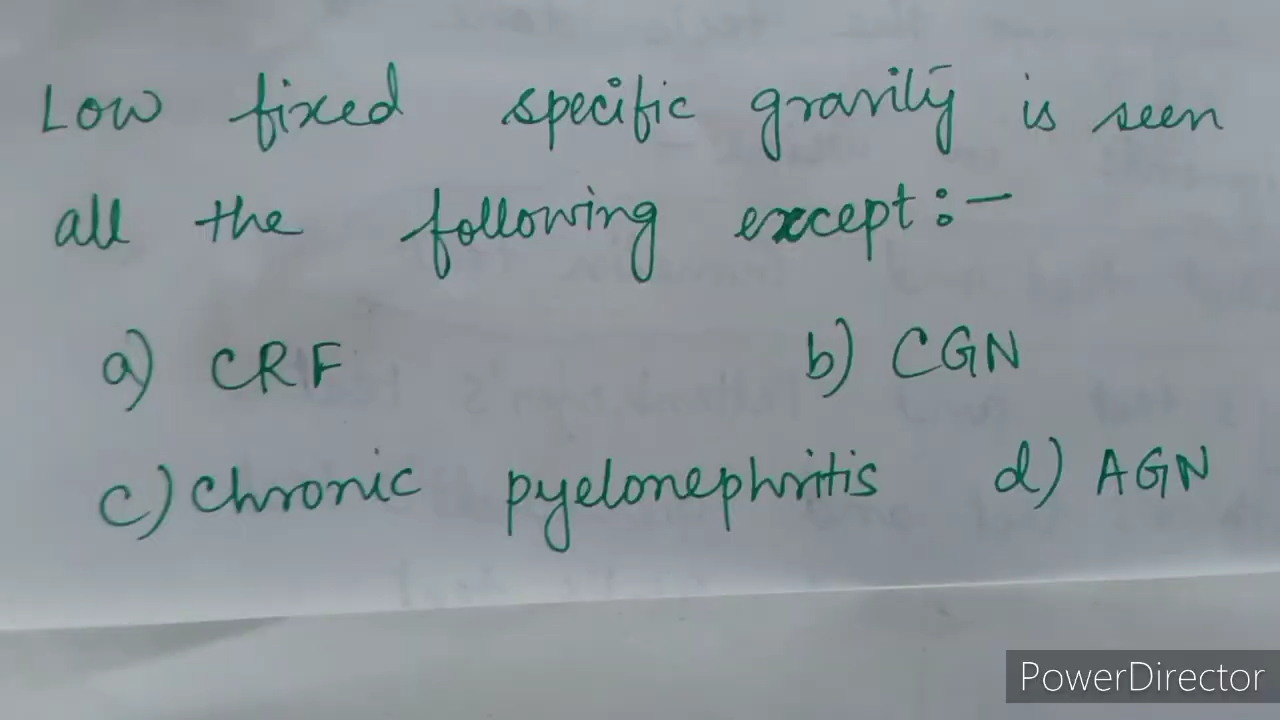 Low fixed specific gravity is seen
all the following except:-
a) CRF b) CGN
c) Chronic pyelonephritis d) AGN
PowerDirector